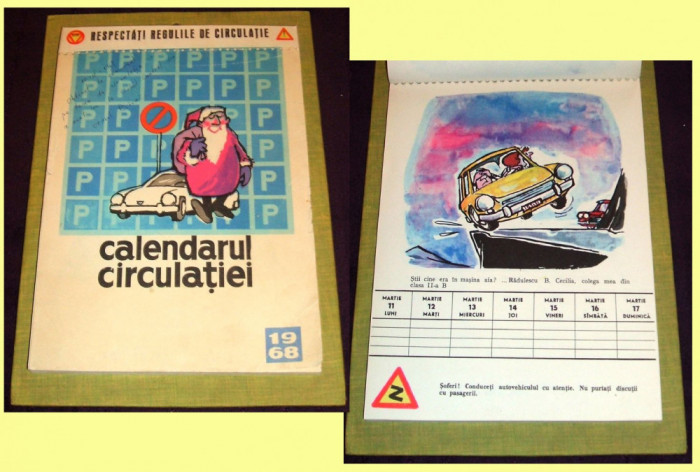 RESPECTAȚI REGULILE DE CIRCULAȚIE
P P P P P P
P P P P
P P P
P P
P P
P P
calendarul
circulației
19
68
Știi cine era în mașina aia? ...Rădulescu B. Cecilia, colega mea din
clasa II-a B
MARTIE MARTIE MARTIE MARTIE MARTIE MARTIE MARTIE
11 12 13 14 15 16 17
LUNI MARȚI MIERCURI JOI VINERI SÎMBĂTĂ DUMINICĂ
Șoferi! Conduceți autovehiculul cu atenție. Nu purtați discuții
cu pasagerii.